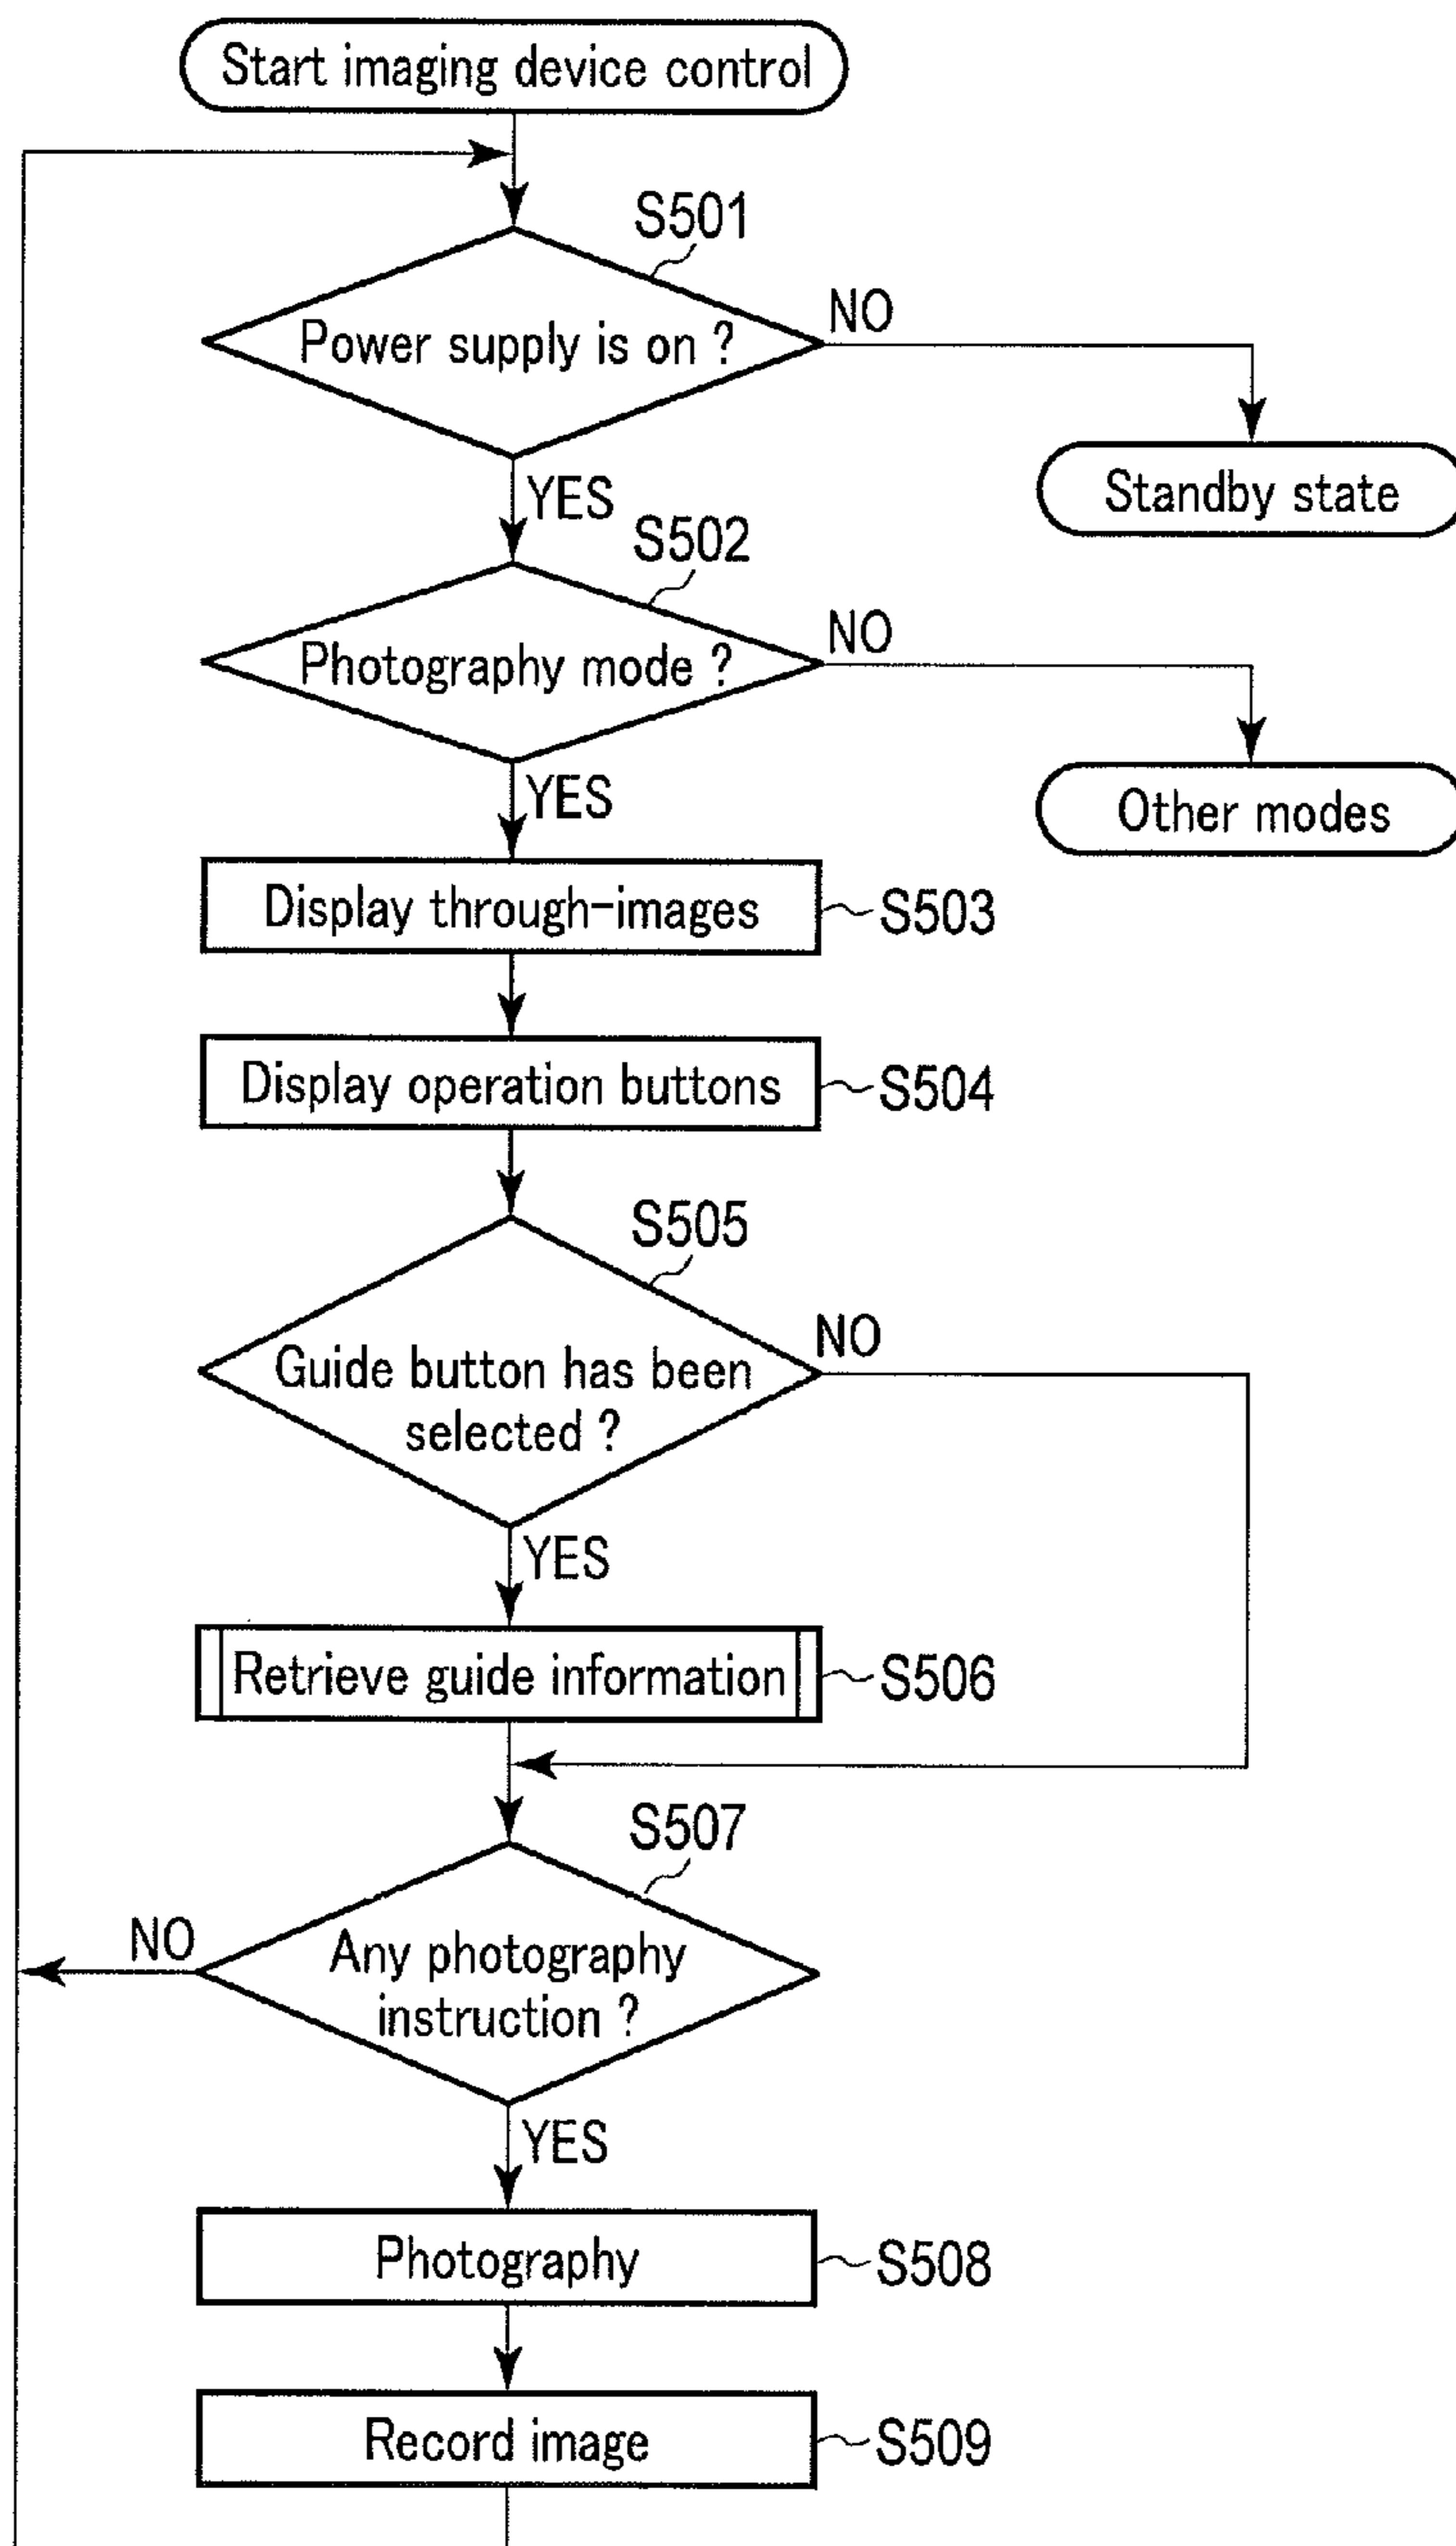 Start imaging device control
S501
Power supply is on ?
NO
Standby state
YES
S502
Photography mode ?
NO
Other modes
YES
Display through-images
S503
Display operation buttons
S504
S505
Guide button has been
selected ?
NO
YES
Retrieve guide information
S506
S507
Any photography
instruction ?
NO
YES
Photography
S508
Record image
S509